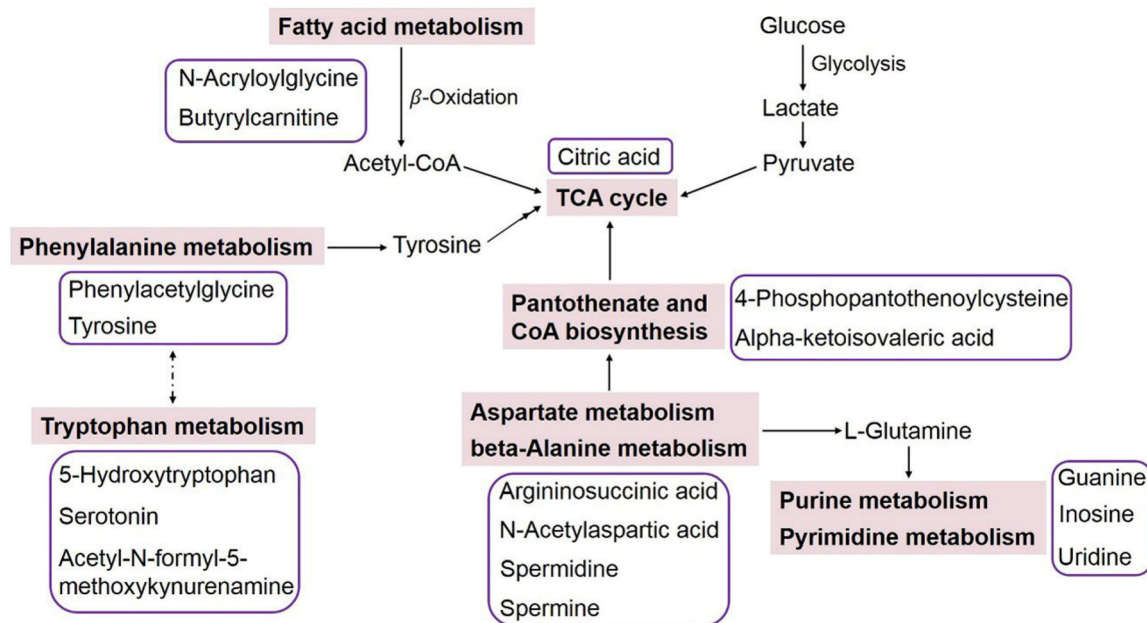 Fatty acid metabolism
N-Acryloylglycine
Butyrylcarnitine
β-Oxidation
Acetyl-CoA
Glucose
Glycolysis
Lactate
Pyruvate
Citric acid
TCA cycle
Phenylalanine metabolism
Tyrosine
Phenylacetylglycine
Tyrosine
Pantothenate and
CoA biosynthesis
4-Phosphopantothenoylcysteine
Alpha-ketoisovaleric acid
Tryptophan metabolism
5-Hydroxytryptophan
Serotonin
Acetyl-N-formyl-5-
methoxykynurenamine
Aspartate metabolism
beta-Alanine metabolism
Argininosuccinic acid
N-Acetylaspartic acid
Spermidine
Spermine
L-Glutamine
Purine metabolism
Pyrimidine metabolism
Guanine
Inosine
Uridine